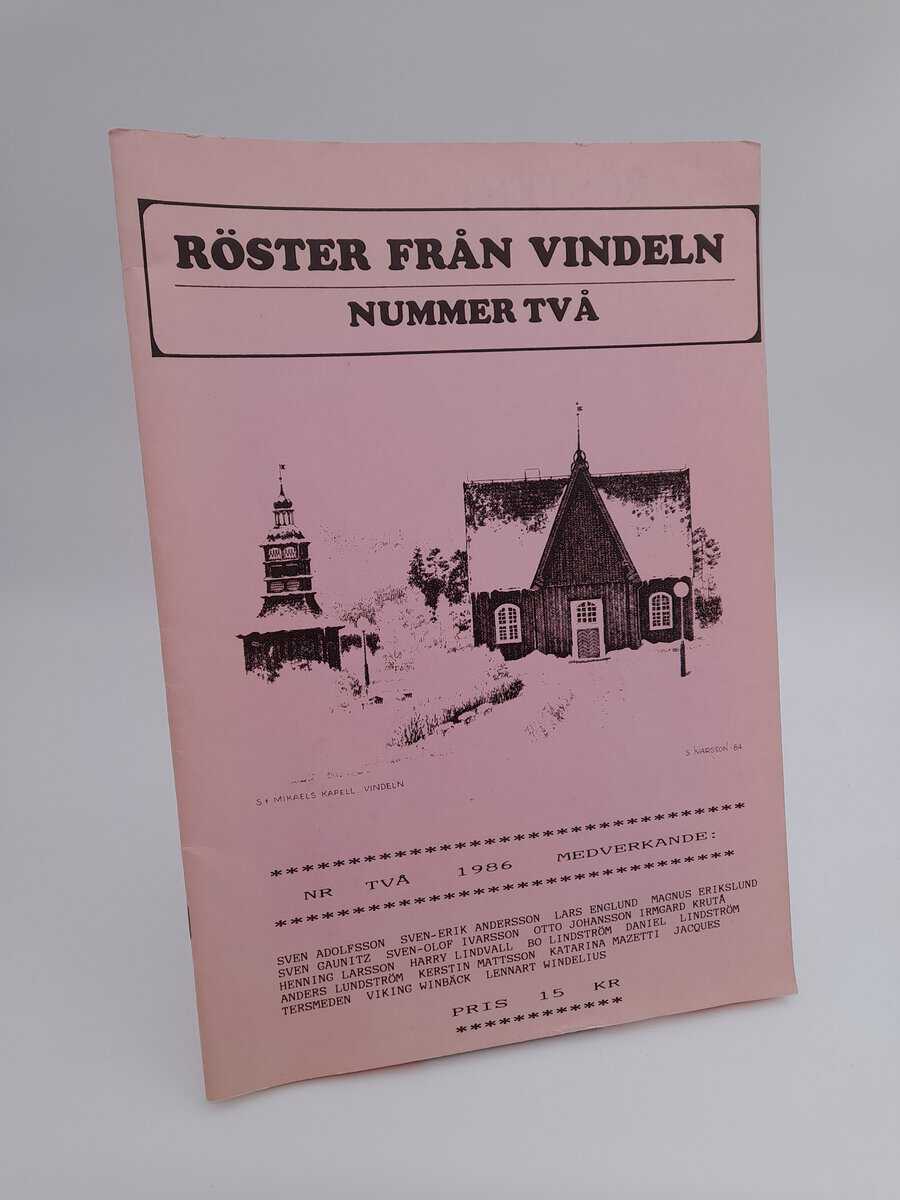 RÖSTER FRÅN VINDELN
NUMMER TVÅ
S. IVARSSON -84
ST MIKAELS KAPELL VINDELN
*******************************
NR TVÅ 1986 MEDVERKANDE:
******************************
SVEN ADOLFSSON SVEN-ERIK ANDERSSON LARS ENGLUND MAGNUS ERIKSLUND
SVEN GAUNITZ SVEN-OLOF IVARSSON OTTO JOHANSSON IRMGARD KRUTÅ
HENNING LARSSON HARRY LINDVALL BO LINDSTRÖM DANIEL LINDSTRÖM
ANDERS LUNDSTRÖM KERSTIN MATTSSON KATARINA MAZETTI JACQUES
TERSMEDEN VIKING WINBÄCK LENNART WINDELIUS
PRIS 15 KR
************